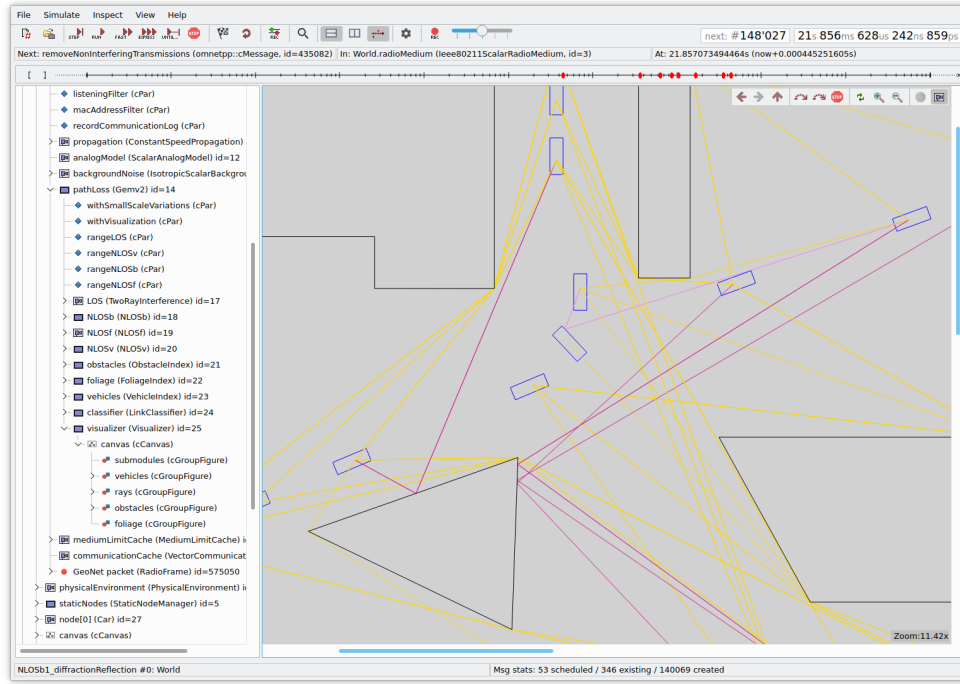 File Simulate Inspect View Help
STEP RUN FAST EXPRESS UNTIL... STOP REC REC
next: #148'027 21s 856ms 628us 242ns 859ps
Next: removeNonInterferingTransmissions (omnetpp::cMessage, id=435082) In: World.radioMedium (Ieee80211ScalarRadioMedium, id=3) At: 21.857073494464s (now+0.000445251605s)
[ ]
listeningFilter (cPar)
macAddressFilter (cPar)
recordCommunicationLog (cPar)
propagation (ConstantSpeedPropagation)
analogModel (ScalarAnalogModel) id=12
backgroundNoise (IsotropicScalarBackgrou
pathLoss (Gemv2) id=14
withSmallScaleVariations (cPar)
withVisualization (cPar)
rangeLOS (cPar)
rangeNLOSv (cPar)
rangeNLOSb (cPar)
rangeNLOSf (cPar)
LOS (TwoRayInterference) id=17
NLOSb (NLOSb) id=18
NLOSf (NLOSf) id=19
NLOSv (NLOSv) id=20
obstacles (ObstacleIndex) id=21
foliage (FoliageIndex) id=22
vehicles (VehicleIndex) id=23
classifier (LinkClassifier) id=24
visualizer (Visualizer) id=25
canvas (cCanvas)
submodules (cGroupFigure)
vehicles (cGroupFigure)
rays (cGroupFigure)
obstacles (cGroupFigure)
foliage (cGroupFigure)
mediumLimitCache (MediumLimitCache) i
communicationCache (VectorCommunicat
GeoNet packet (RadioFrame) id=575050
physicalEnvironment (PhysicalEnvironment) i
staticNodes (StaticNodeManager) id=5
node[0] (Car) id=27
canvas (cCanvas)
STOP
Zoom:11.42x
NLOSb1_diffractionReflection #0: World
Msg stats: 53 scheduled / 346 existing / 140069 created